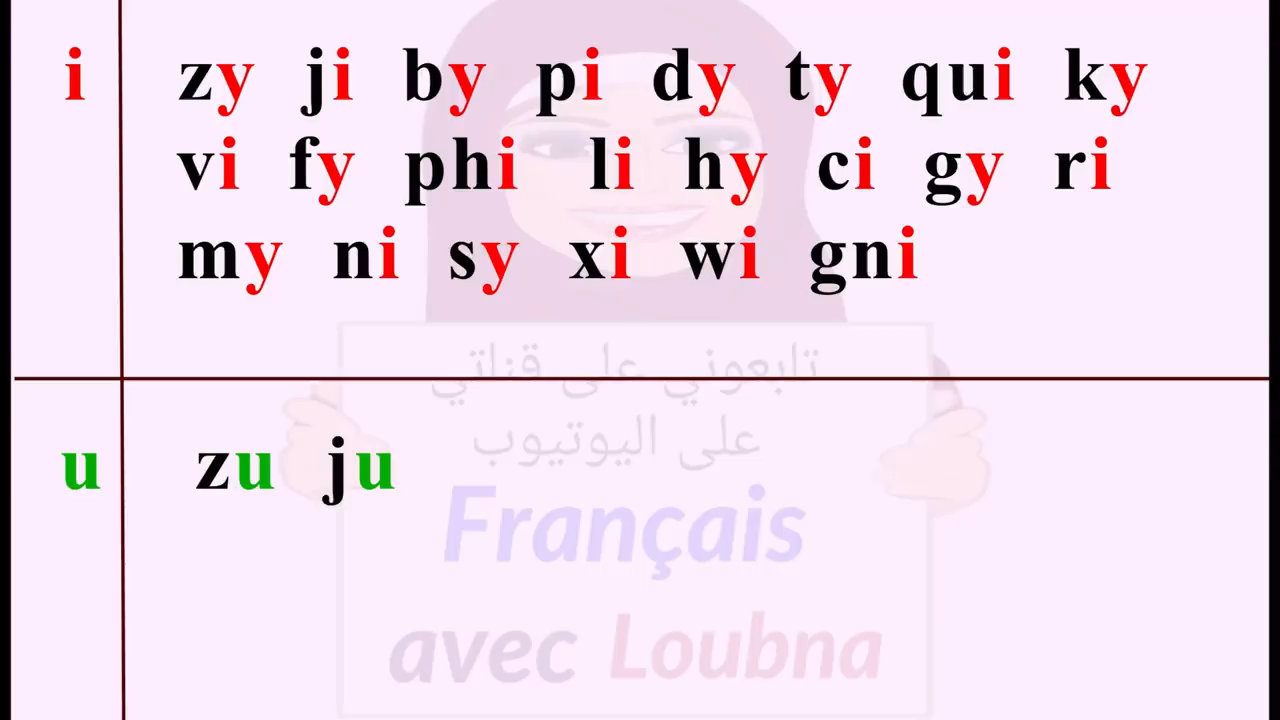 i zy ji by pi dy ty qui ky
vi fy phi li hy ci gy ri
my ni sy xi wi gni
تابعوني على قناتي
على اليوتيوب
u zu ju
Français
avec Loubna